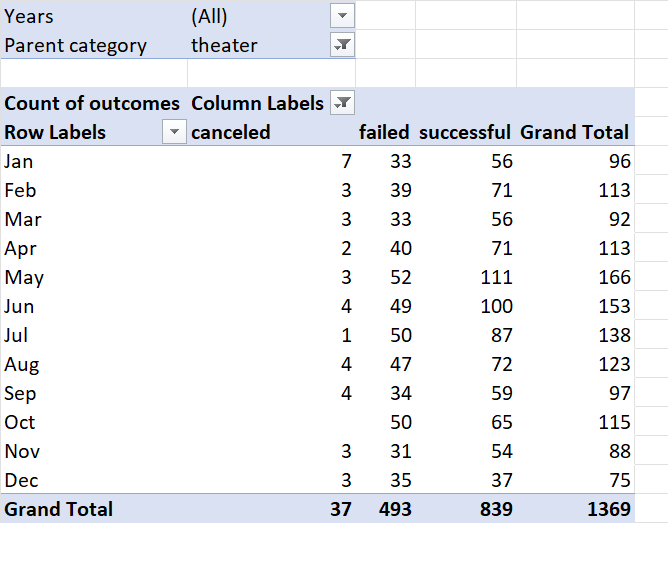 Years (All)
Parent category theater
Count of outcomes Column Labels
Row Labels canceled failed successful Grand Total
Jan 7 33 56 96
Feb 3 39 71 113
Mar 3 33 56 92
Apr 2 40 71 113
May 3 52 111 166
Jun 4 49 100 153
Jul 1 50 87 138
Aug 4 47 72 123
Sep 4 34 59 97
Oct 50 65 115
Nov 3 31 54 88
Dec 3 35 37 75
Grand Total 37 493 839 1369